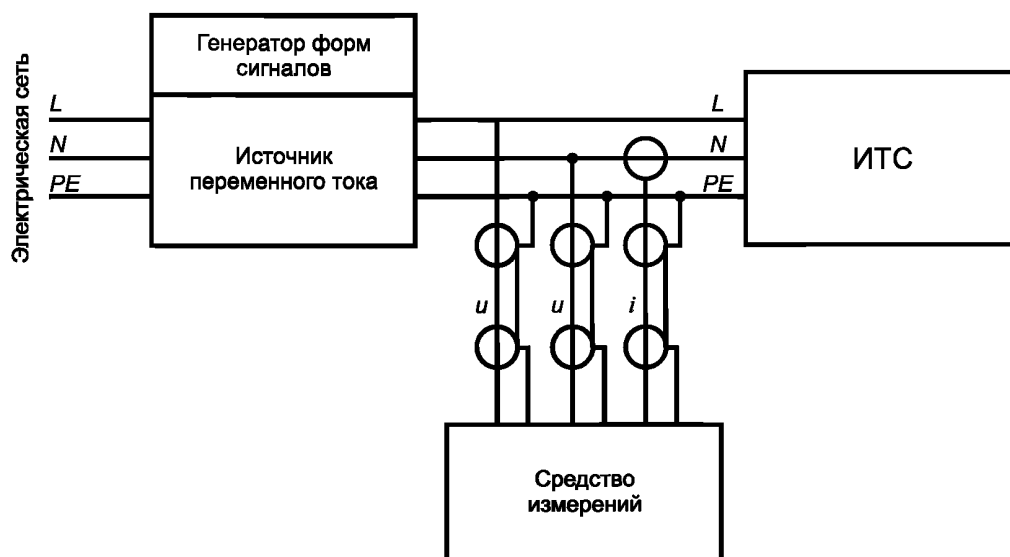 Генератор форм
сигналов
Электрическая сеть
L
N
PE
Источник
переменного тока
L
N
PE
ИТС
u
u
i
Средство
измерений